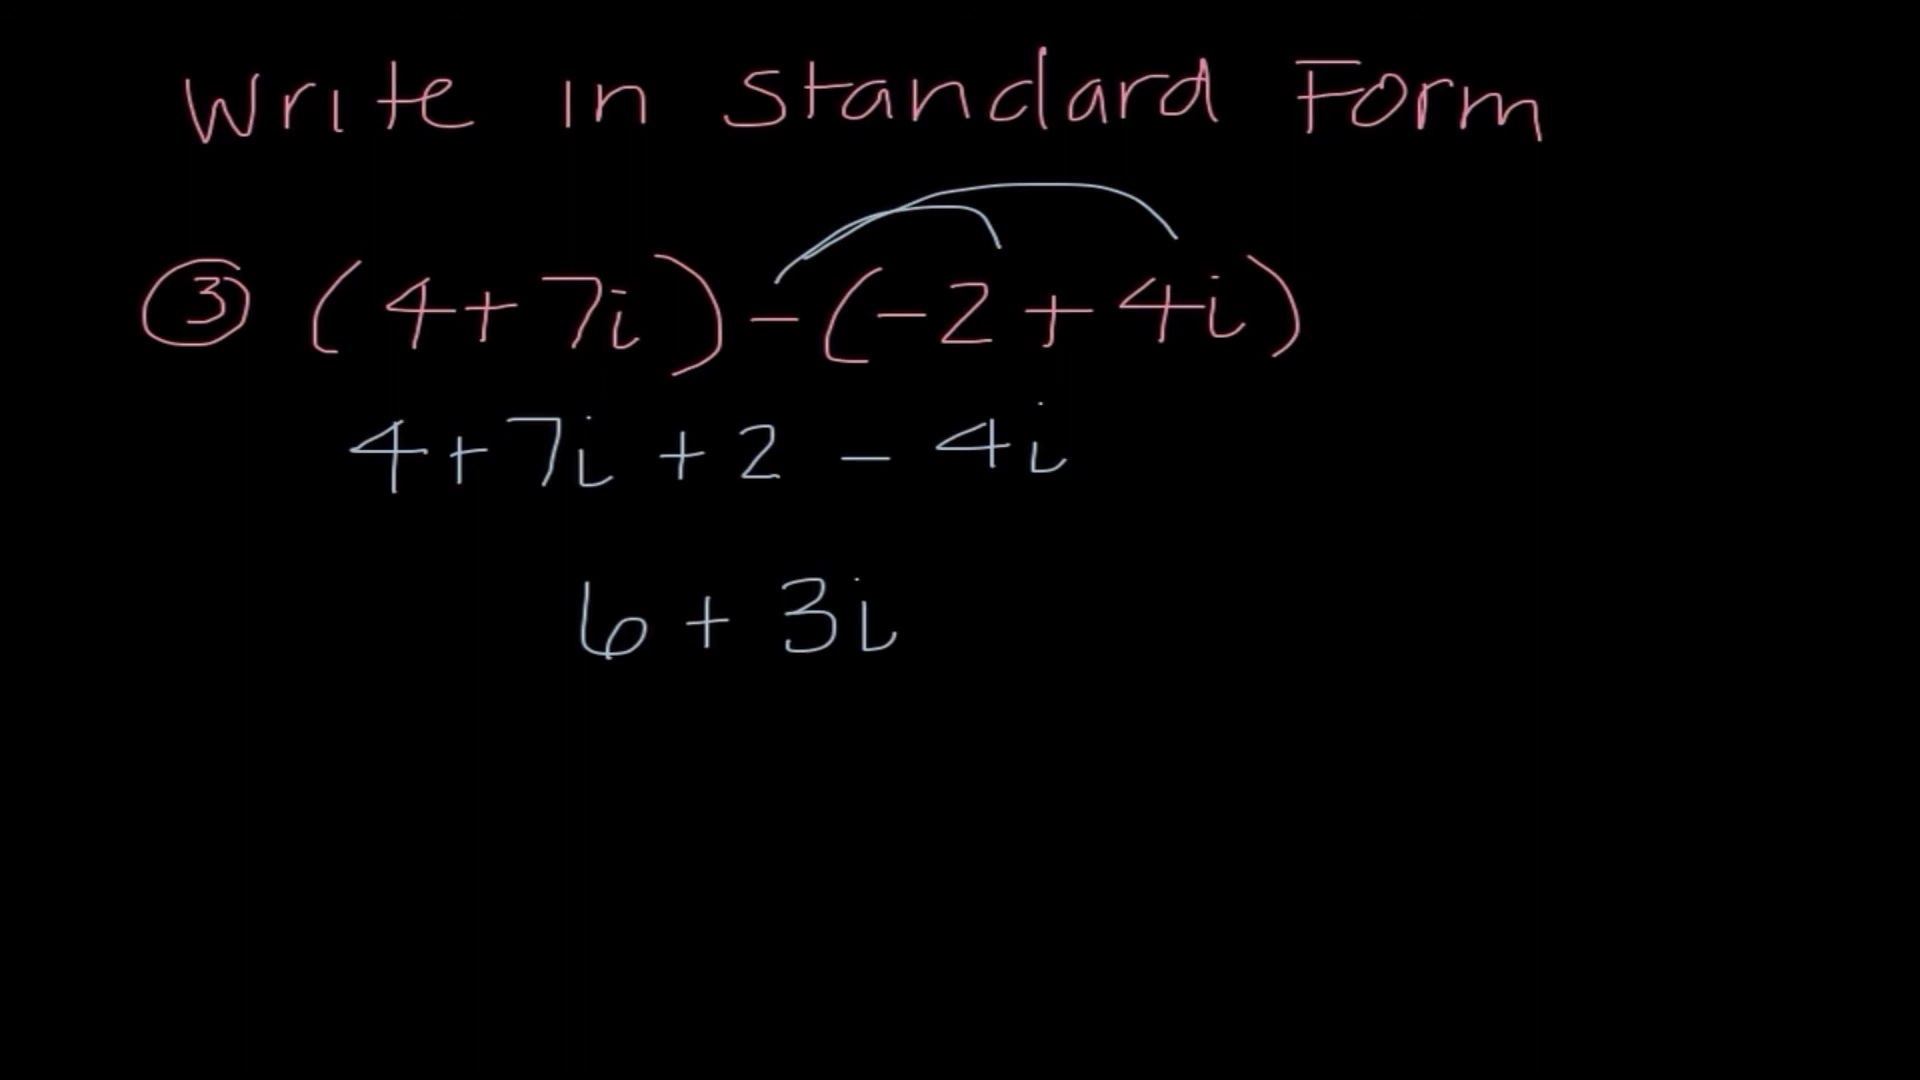 Write in Standard Form
③ (4+7i)-(-2+4i)
4+7i+2-4i
6+3i